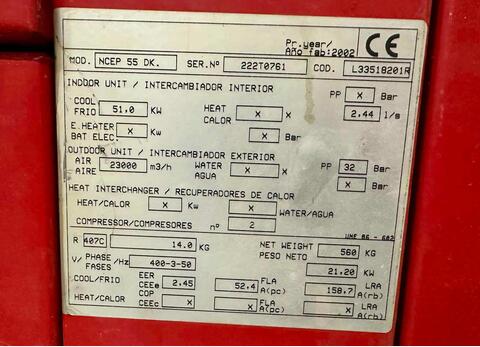 Pr.year/
Año fab:2002 CE
MOD. NCEP 55 DK. SER.Nº 222T0761 COD. L33518201R
INDOOR UNIT / INTERCAMBIADOR INTERIOR PP X Bar
COOL FRIO 51,0 KW HEAT CALOR X X 2.44 l/s
E.HEATER BAT ELEC. X KW X Bar
OUTDOOR UNIT / INTERCAMBIADOR EXTERIOR
AIR AIRE 23000 m3/h WATER AGUA X PP 32 Bar
X X Bar
HEAT INTERCHANGER / RECUPERADORES DE CALOR
HEAT/CALOR X KW X WATER/AGUA
COMPRESSOR/COMPRESORES nº 2
UNE 86 - 602
R 407C 14.0 KG NET WEIGHT PESO NETO 560 KG
V/ PHASE FASES /Hz 400-3-50 21,20 KW
COOL/FRIO EER CEEe 2.45 FLA A(pc) 52.4 LRA A(rb) 158,7
HEAT/CALOR COP CEEc X FLA A(pc) X LRA A(rb) X